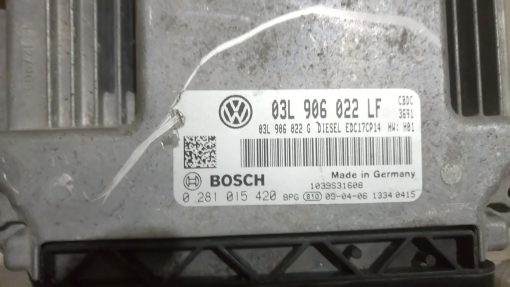 03L 906 022 LF
CBDC
3691
03L 906 022 G DIESEL EDC17CP14 HW: H01
Made in Germany
BOSCH
1039S31608
0 281 015 420 BPG 810 09-04-06 1334 0415